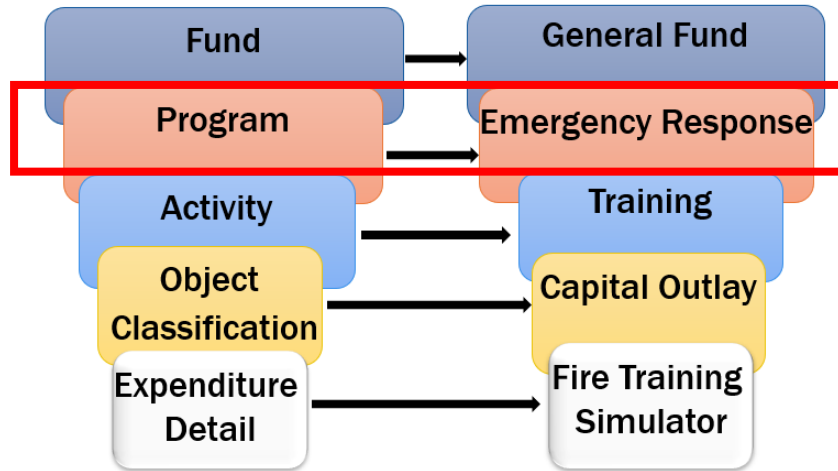 Fund
General Fund
Program
Emergency Response
Activity
Training
Object
Classification
Capital Outlay
Expenditure
Detail
Fire Training
Simulator